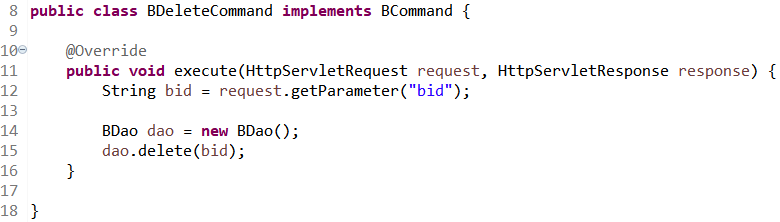 8 public class BDeleteCommand implements BCommand {
9
10 @Override
11 public void execute(HttpServletRequest request, HttpServletResponse response) {
12 String bid = request.getParameter("bid");
13
14 BDao dao = new BDao();
15 dao.delete(bid);
16 }
17
18 }